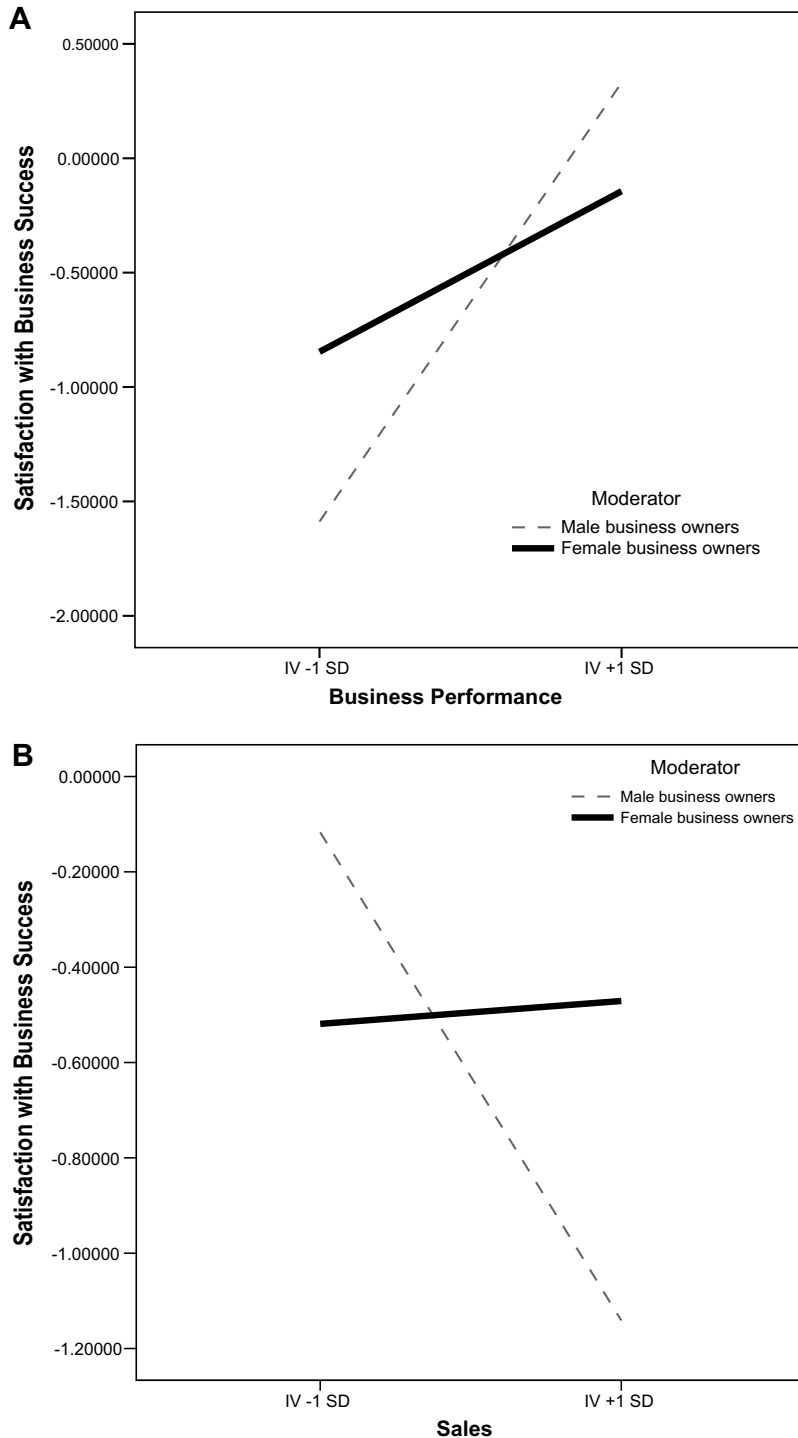 A
Satisfaction with Business Success
0.50000
0.00000
-0.50000
-1.00000
-1.50000
-2.00000
Moderator
Male business owners
Female business owners
IV -1 SD
IV +1 SD
Business Performance
B
Satisfaction with Business Success
0.00000
-0.20000
-0.40000
-0.60000
-0.80000
-1.00000
-1.20000
Moderator
Male business owners
Female business owners
IV -1 SD
IV +1 SD
Sales